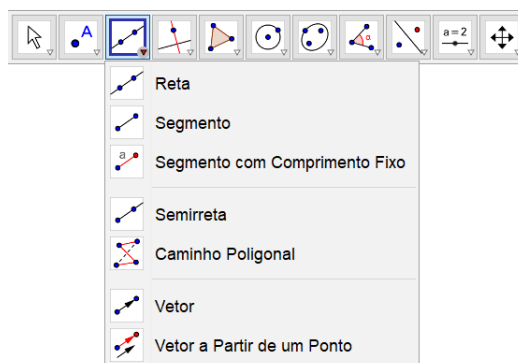 A
α
a=2
Reta
Segmento
a
Segmento com Comprimento Fixo
Semirreta
Caminho Poligonal
Vetor
Vetor a Partir de um Ponto